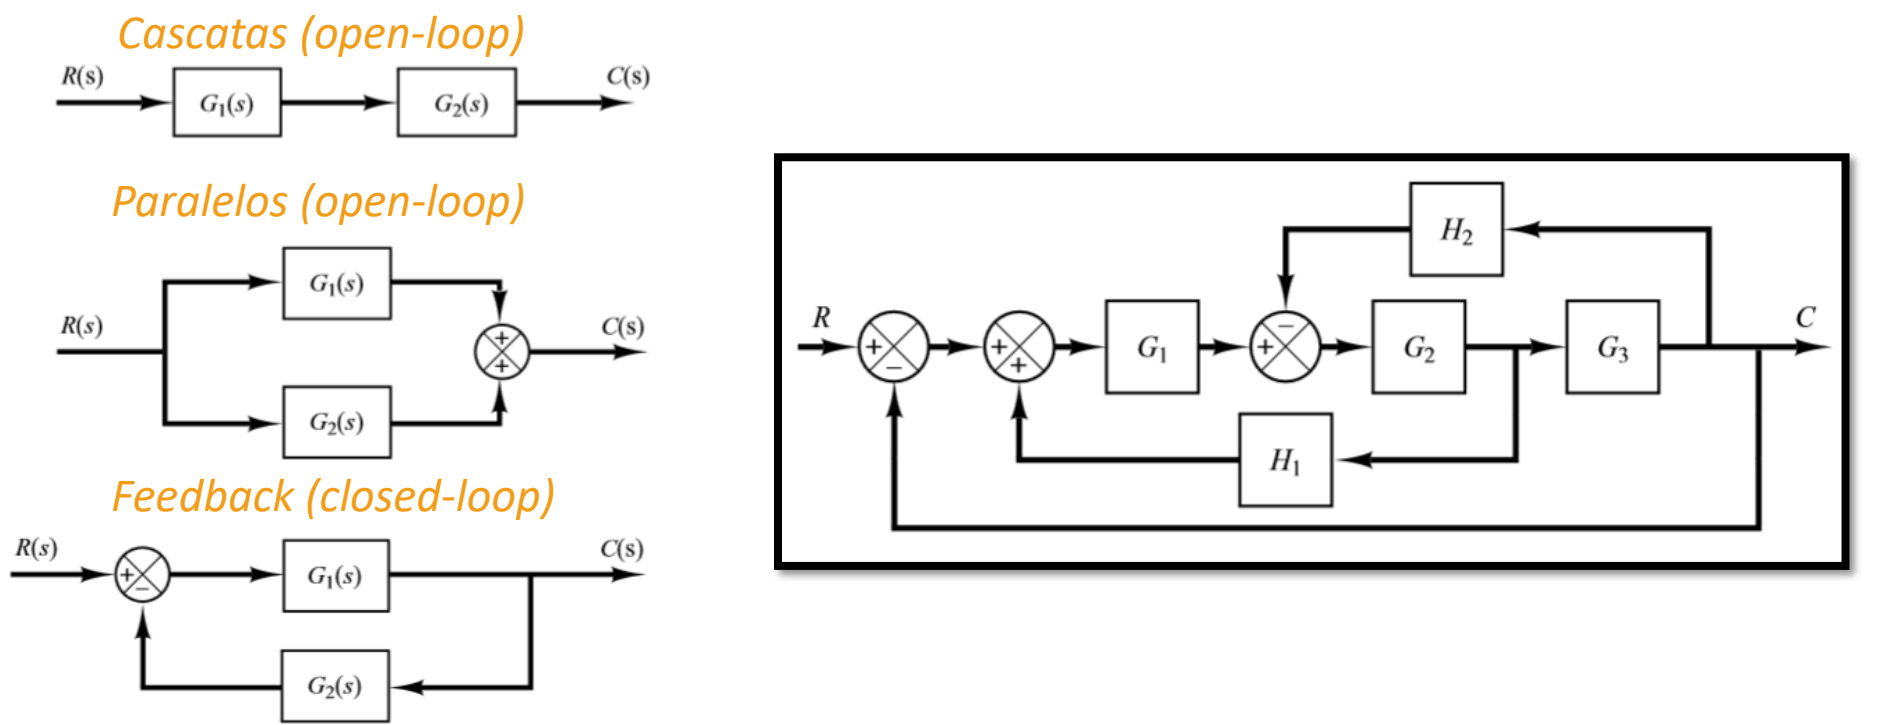 Cascatas (open-loop)
R(s)
G₁(s)
G₂(s)
C(s)
Paralelos (open-loop)
R(s)
G₁(s)
G₂(s)
+
+
C(s)
Feedback (closed-loop)
R(s)
+
−
G₁(s)
G₂(s)
C(s)
H₂
R
+
−
+
+
G₁
−
+
G₂
G₃
C
H₁